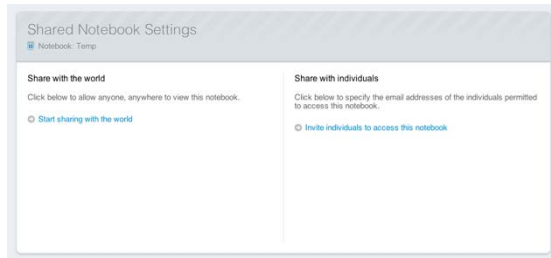 Shared Notebook Settings
Notebook: Temp
Share with the world
Click below to allow anyone, anywhere to view this notebook.
Start sharing with the world
Share with individuals
Click below to specify the email addresses of the individuals permitted
to access this notebook.
Invite individuals to access this notebook